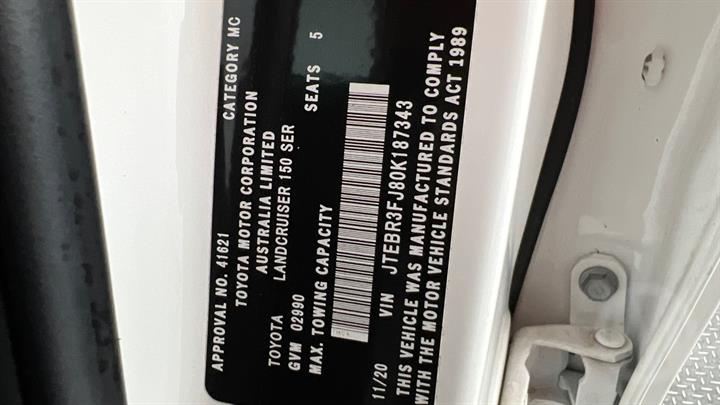 APPROVAL NO. 41621 CATEGORY MC
TOYOTA MOTOR CORPORATION
AUSTRALIA LIMITED
TOYOTA LANDCRUISER 150 SER
GVM 02990 SEATS 5
MAX. TOWING CAPACITY
11/20 VIN JTEBR3FJ80K187343
THIS VEHICLE WAS MANUFACTURED TO COMPLY
WITH THE MOTOR VEHICLE STANDARDS ACT 1989